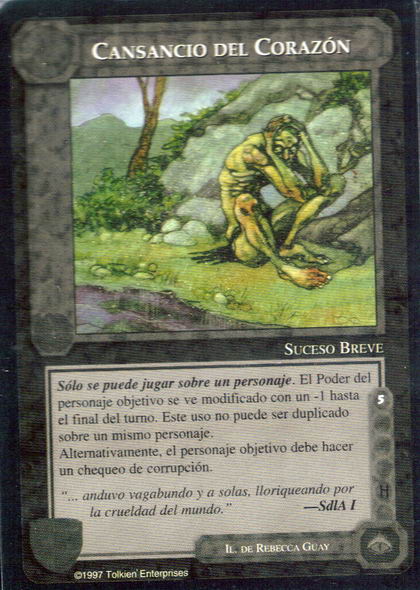 CANSANCIO DEL CORAZÓN
SUCESO BREVE
Sólo se puede jugar sobre un personaje. El Poder del
personaje objetivo se ve modificado con un -1 hasta
el final del turno. Este uso no puede ser duplicado
sobre un mismo personaje.
Alternativamente, el personaje objetivo debe hacer
un chequeo de corrupción.
5
"... anduvo vagabundo y a solas, lloriqueando por
la crueldad del mundo." —SdlA I
H
IL. DE REBECCA GUAY
©1997 Tolkien Enterprises